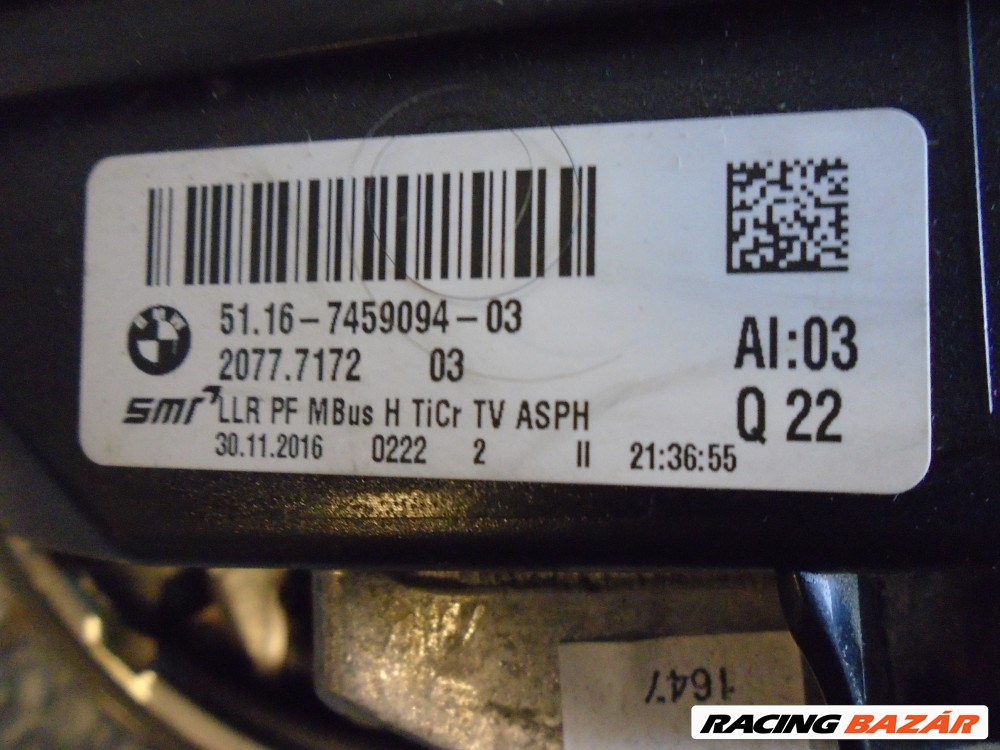 BMW
51.16-7459094-03
2077.7172 03
AI:03
smr LLR PF MBus H TiCr TV ASPH
Q 22
30.11.2016 0222 2 II 21:36:55
1647
RACING BAZÁR